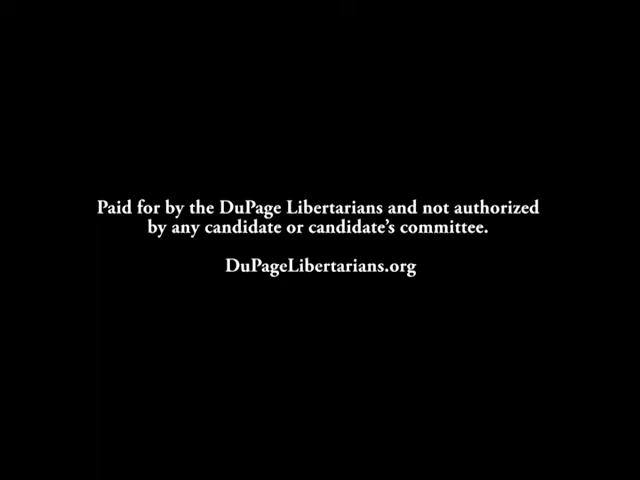 Paid for by the DuPage Libertarians and not authorized
by any candidate or candidate's committee.
DuPageLibertarians.org